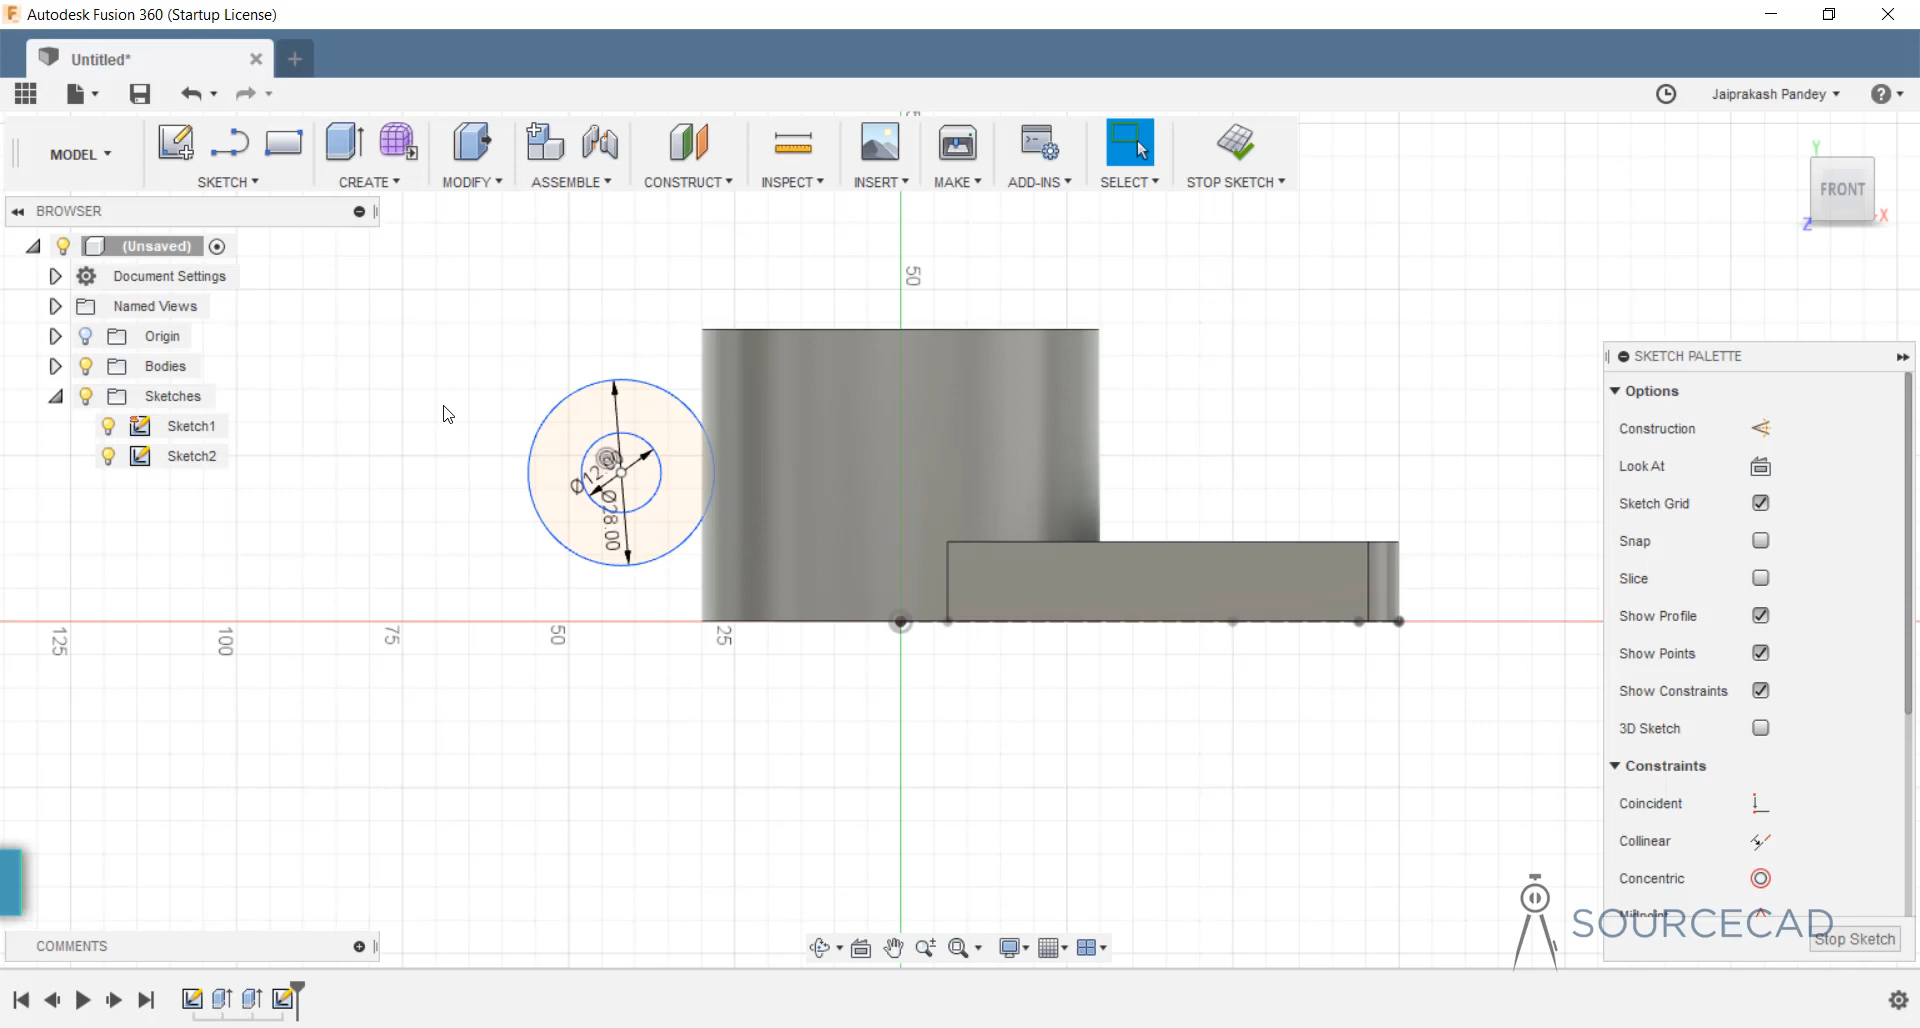 Autodesk Fusion 360 (Startup License)
Untitled*
Jaiprakash Pandey
MODEL
SKETCH
CREATE
MODIFY
ASSEMBLE
CONSTRUCT
INSPECT
INSERT
MAKE
ADD-INS
SELECT
STOP SKETCH
Y
FRONT
X
Z
BROWSER
(Unsaved)
Document Settings
Named Views
Origin
Bodies
Sketches
Sketch1
Sketch2
50
Ø28.00
125
100
75
50
25
SKETCH PALETTE
Options
Construction
Look At
Sketch Grid
Snap
Slice
Show Profile
Show Points
Show Constraints
3D Sketch
Constraints
Coincident
Collinear
Concentric
Midpoint
SOURCECAD
Stop Sketch
COMMENTS